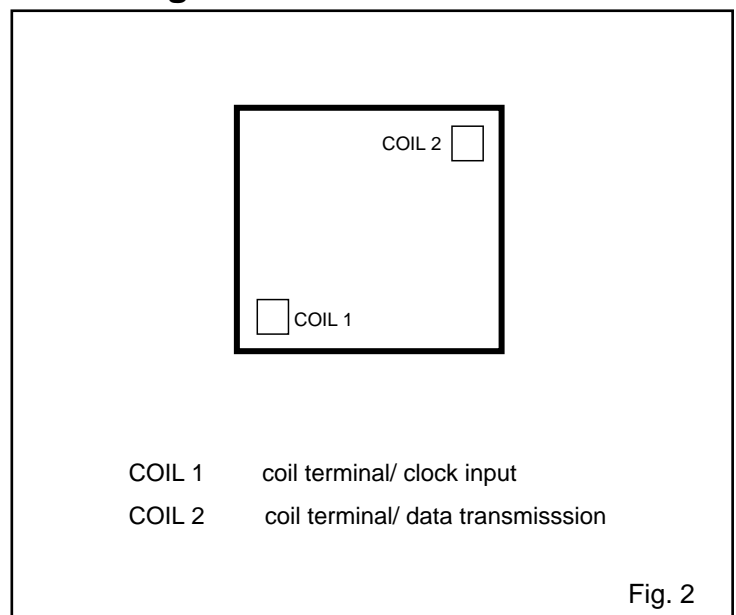 COIL 2
COIL 1
COIL 1 coil terminal/ clock input
COIL 2 coil terminal/ data transmisssion
Fig. 2